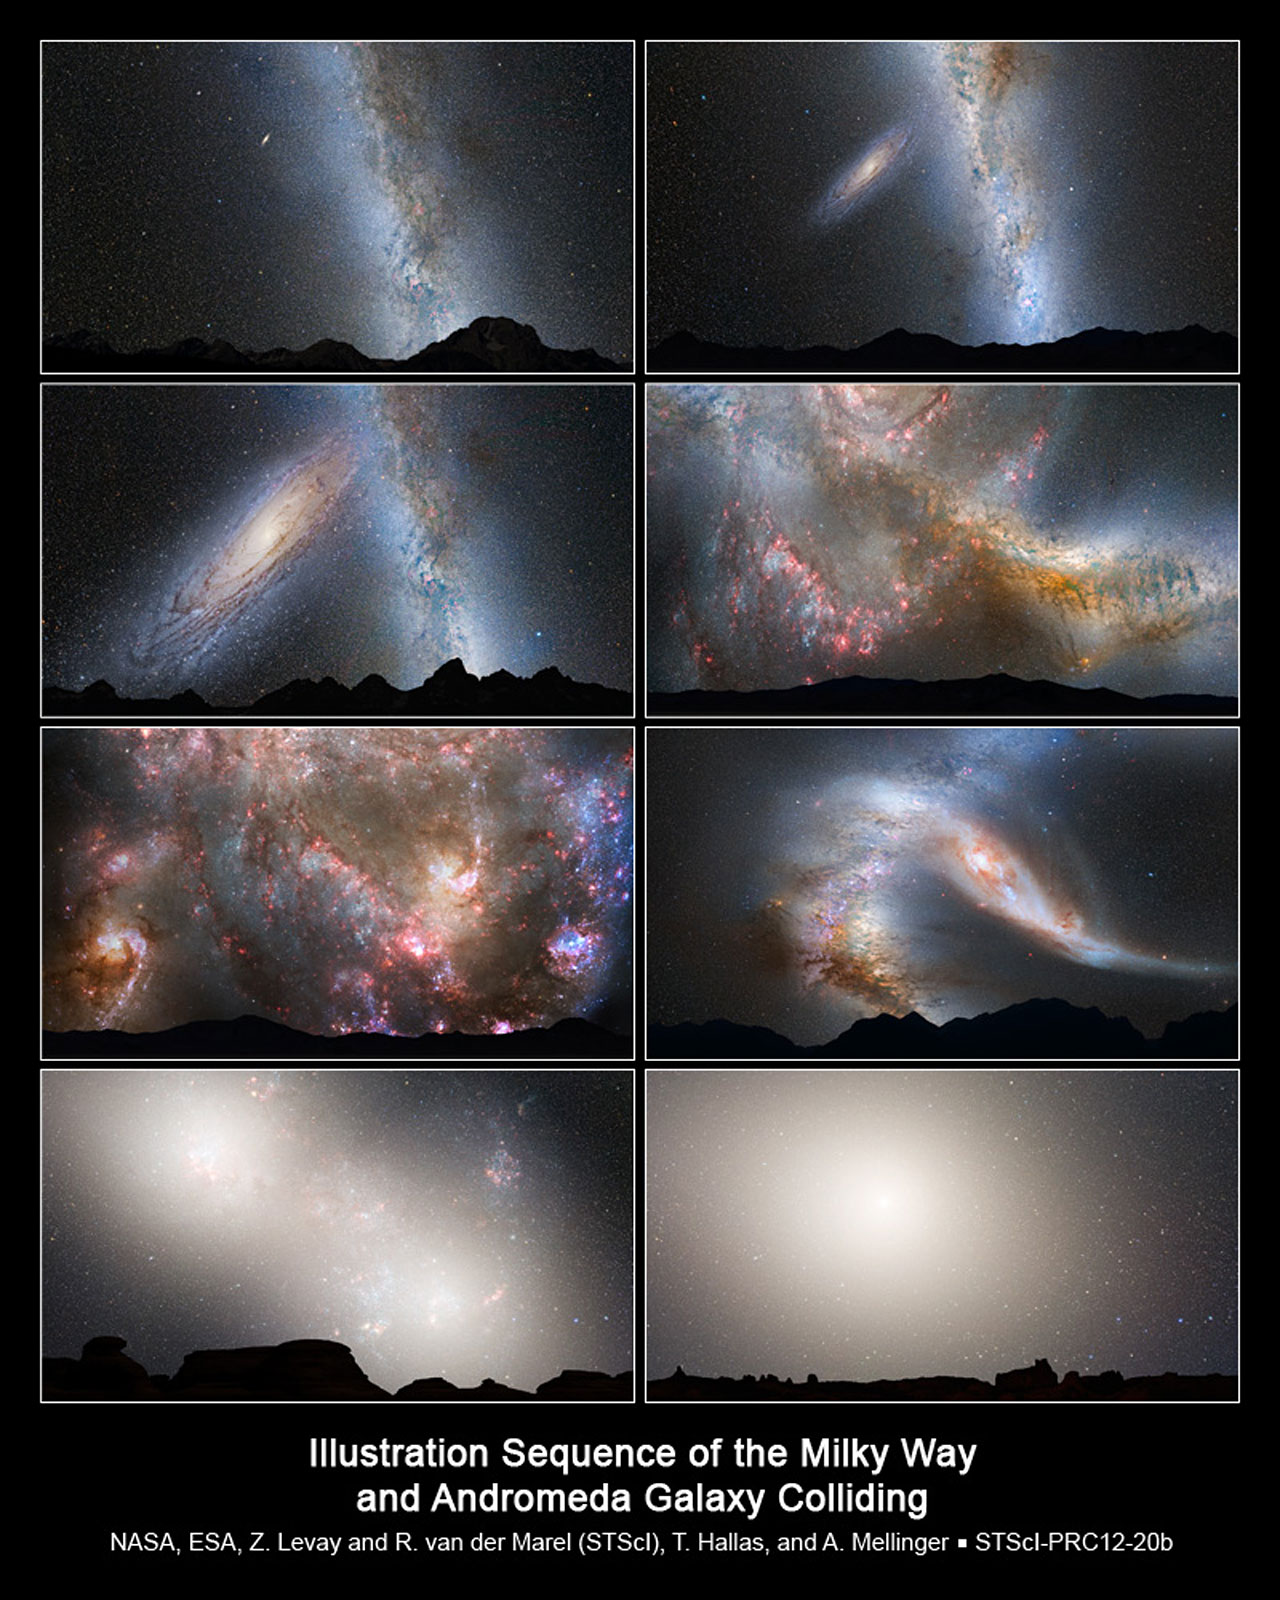 Illustration Sequence of the Milky Way
and Andromeda Galaxy Colliding
NASA, ESA, Z. Levay and R. van der Marel (STScI), T. Hallas, and A. Mellinger ▪ STScI-PRC12-20b